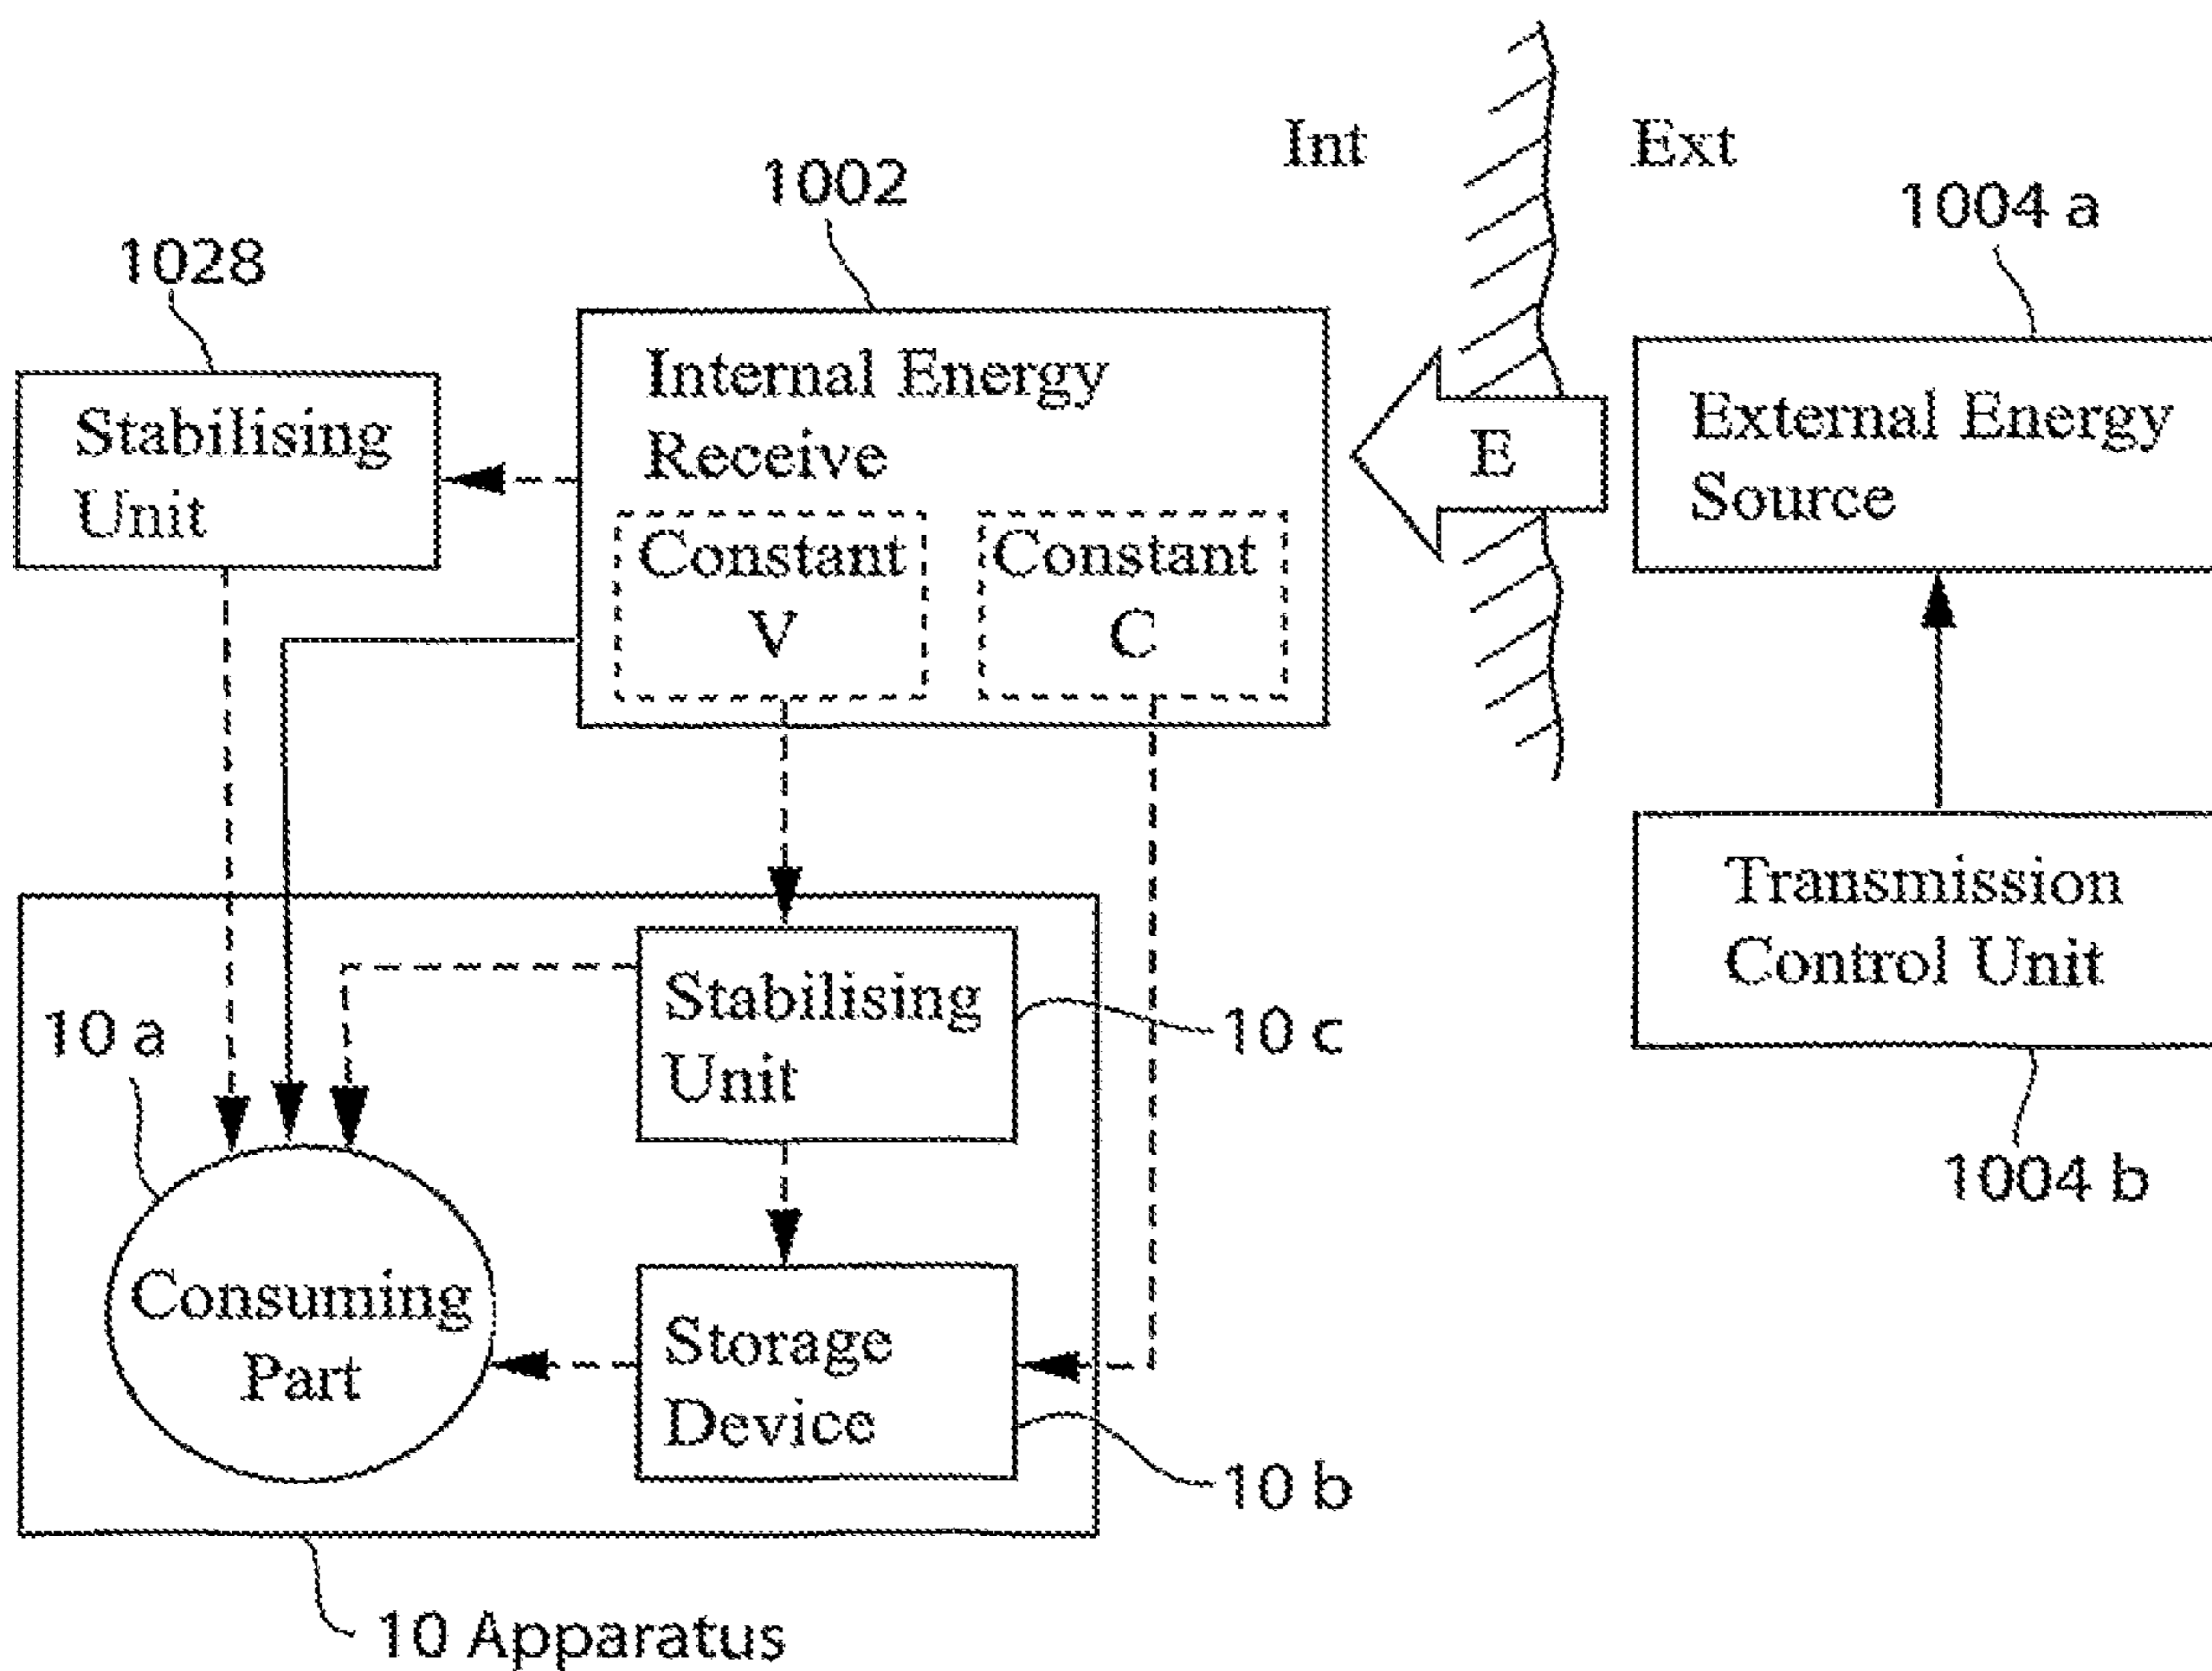 Int
Ext
1002
1004 a
1028
Internal Energy
Receive
Stabilising
Unit
Constant
V
Constant
C
E
External Energy
Source
Transmission
Control Unit
Stabilising
Unit
10 a
10 c
1004 b
Consuming
Part
Storage
Device
10 b
10 Apparatus